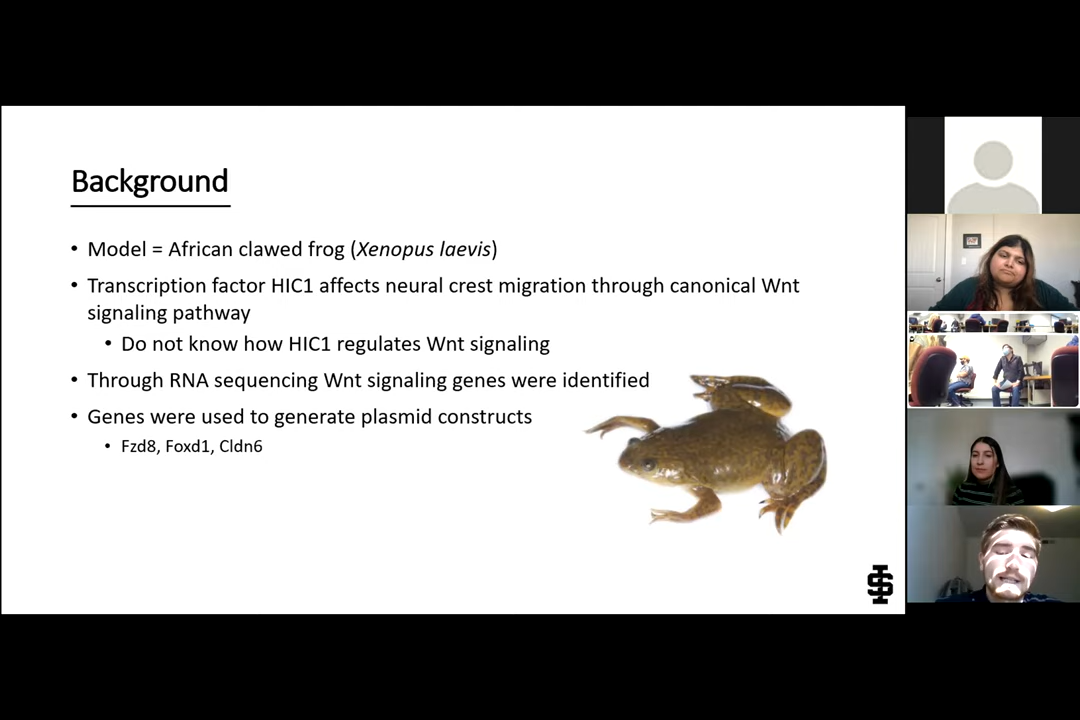 Background
• Model = African clawed frog (Xenopus laevis)
• Transcription factor HIC1 affects neural crest migration through canonical Wnt
signaling pathway
• Do not know how HIC1 regulates Wnt signaling
• Through RNA sequencing Wnt signaling genes were identified
• Genes were used to generate plasmid constructs
• Fzd8, Foxd1, Cldn6